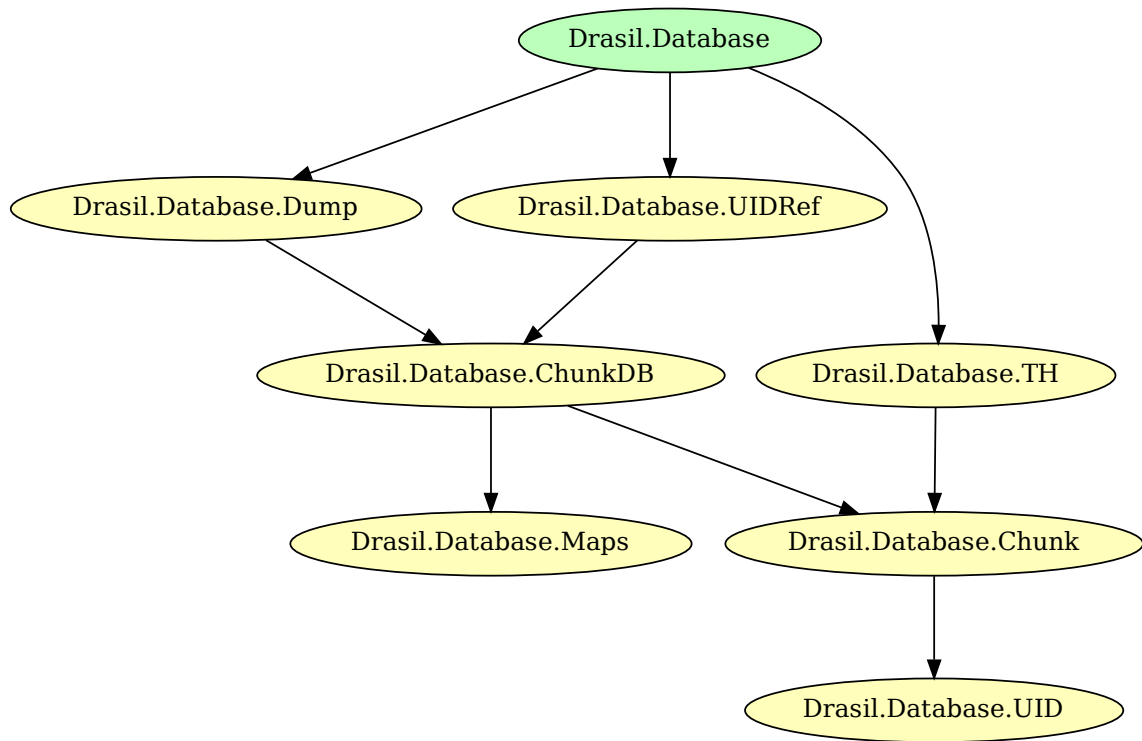 Drasil.Database
Drasil.Database.Dump
Drasil.Database.UIDRef
Drasil.Database.ChunkDB
Drasil.Database.TH
Drasil.Database.Maps
Drasil.Database.Chunk
Drasil.Database.UID